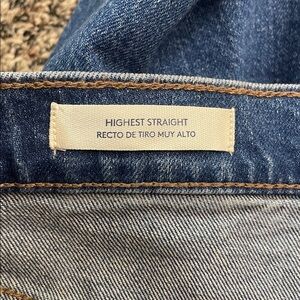 HIGHEST STRAIGHT
RECTO DE TIRO MUY ALTO